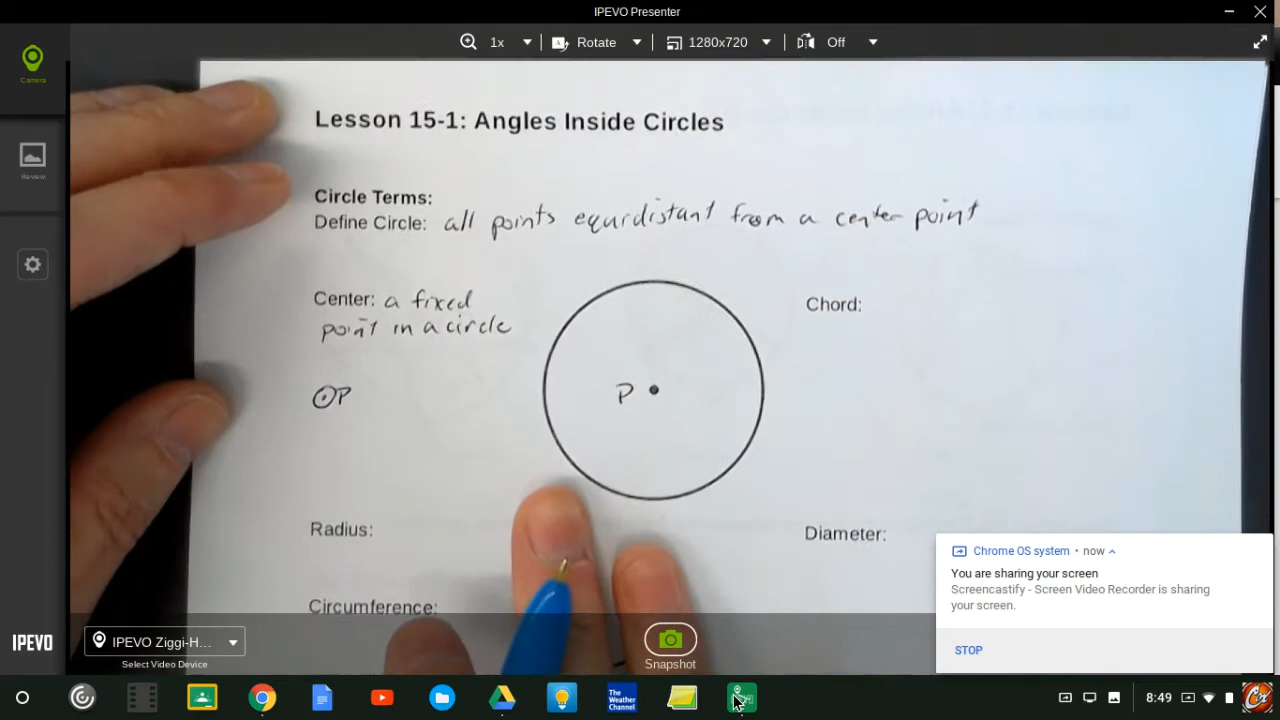 IPEVO Presenter
1x
Rotate
1280x720
Off
Camera
Lesson 15-1: Angles Inside Circles
Review
Circle Terms:
Define Circle: all points equidistant from a center point
Center: a fixed
point in a circle
Chord:
P
⊙P
Radius:
Diameter:
Circumference:
Chrome OS system • now
You are sharing your screen
Screencastify - Screen Video Recorder is sharing
your screen.
STOP
IPEVO
IPEVO Ziggi-H...
Select Video Device
Snapshot
The
Weather
Channel
8:49